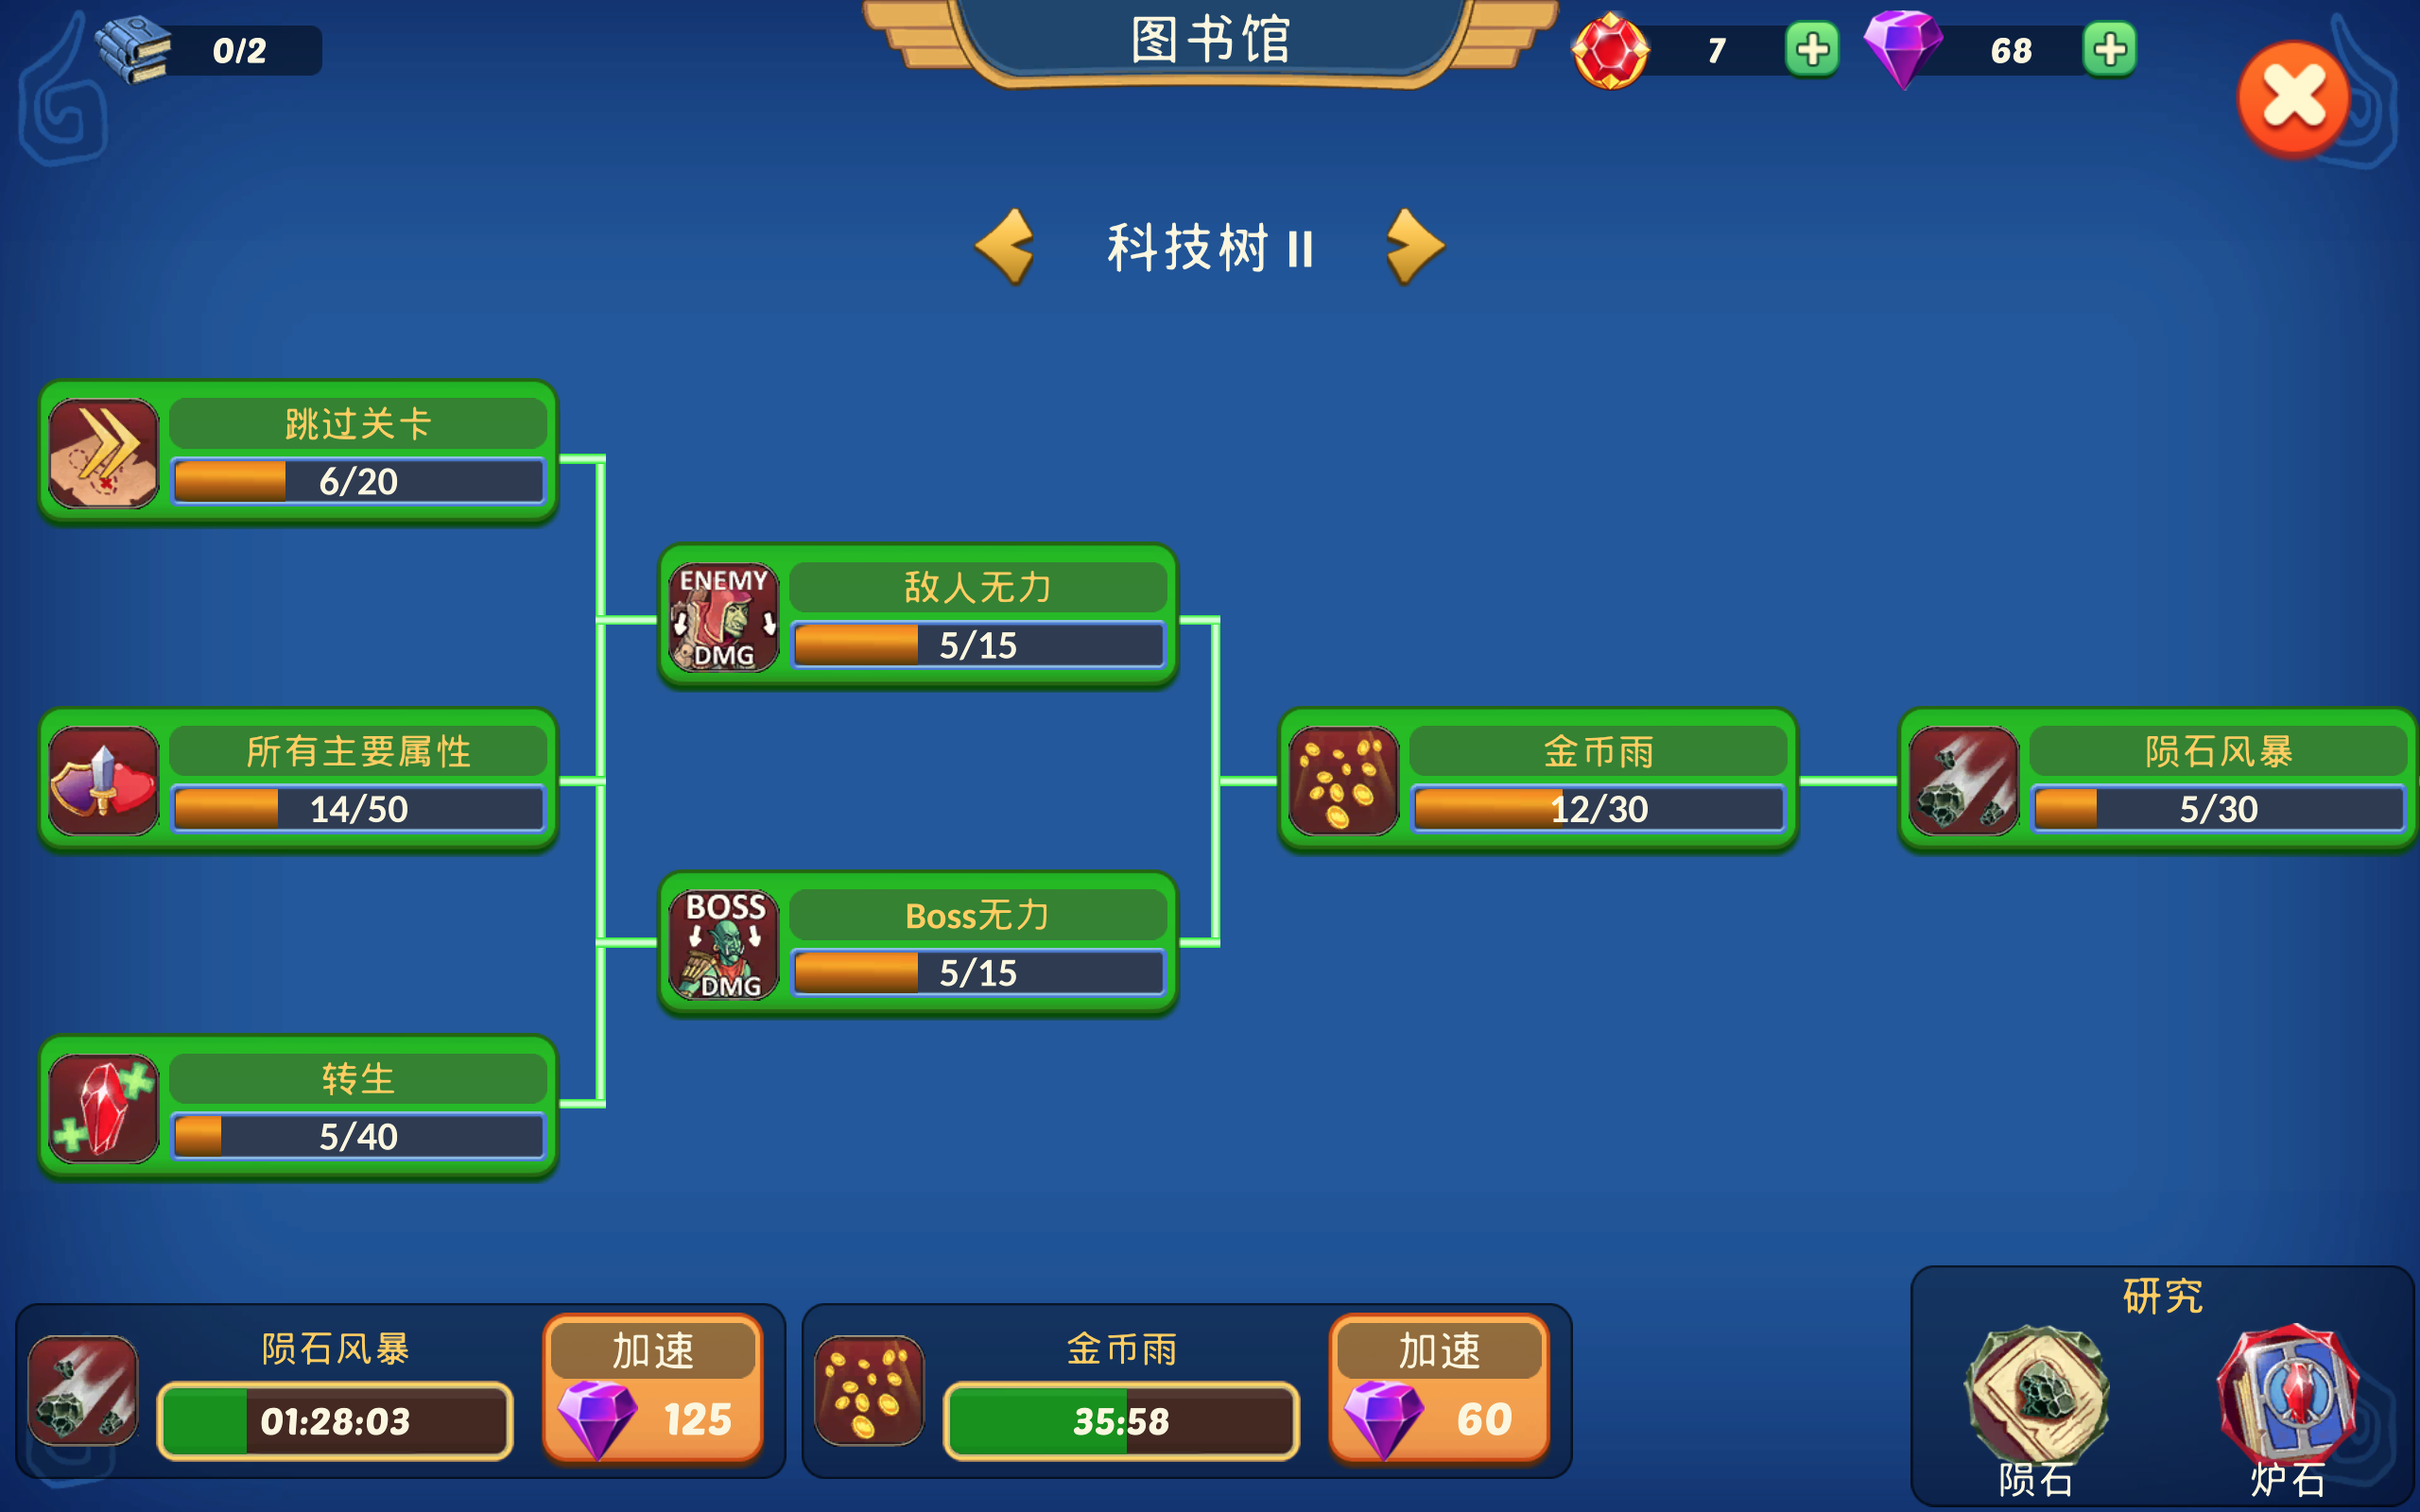 0/2
图书馆
7
68
科技树 II
跳过关卡
6/20
ENEMY
DMG
敌人无力
5/15
所有主要属性
14/50
金币雨
12/30
陨石风暴
5/30
BOSS
DMG
Boss无力
5/15
转生
5/40
陨石风暴
01:28:03
加速
125
金币雨
35:58
加速
60
研究
陨石
炉石